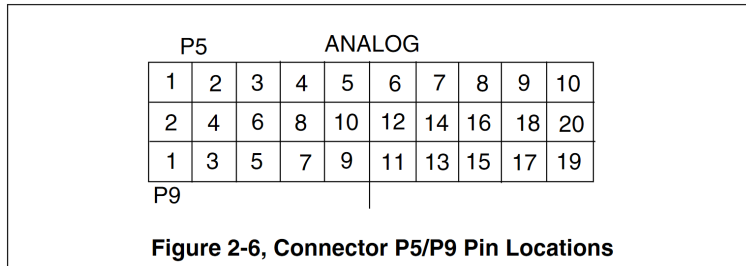 P5 ANALOG
1 2 3 4 5 6 7 8 9 10
2 4 6 8 10 12 14 16 18 20
1 3 5 7 9 11 13 15 17 19
P9
Figure 2-6, Connector P5/P9 Pin Locations